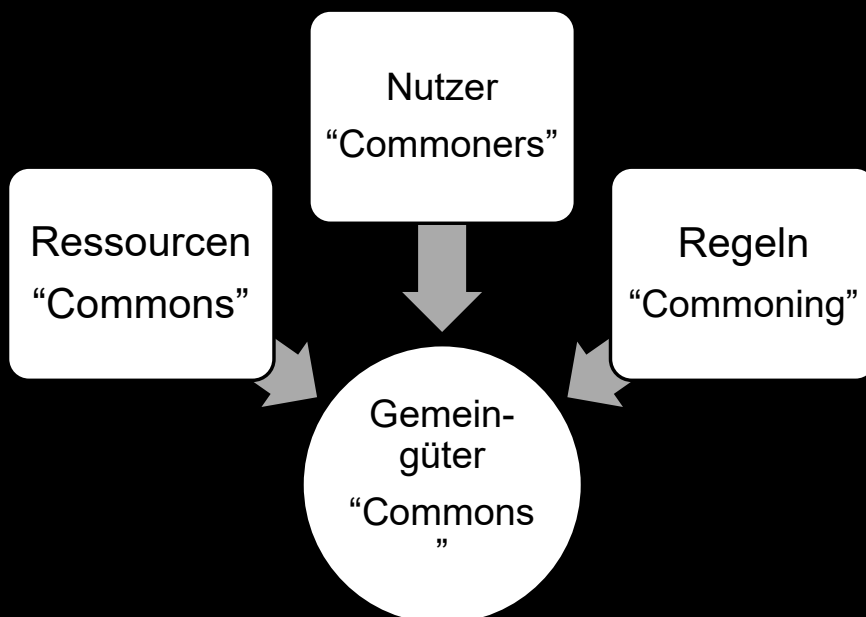 Nutzer
“Commoners”
Ressourcen
“Commons”
Regeln
“Commoning”
Gemein-
güter
“Commons
”